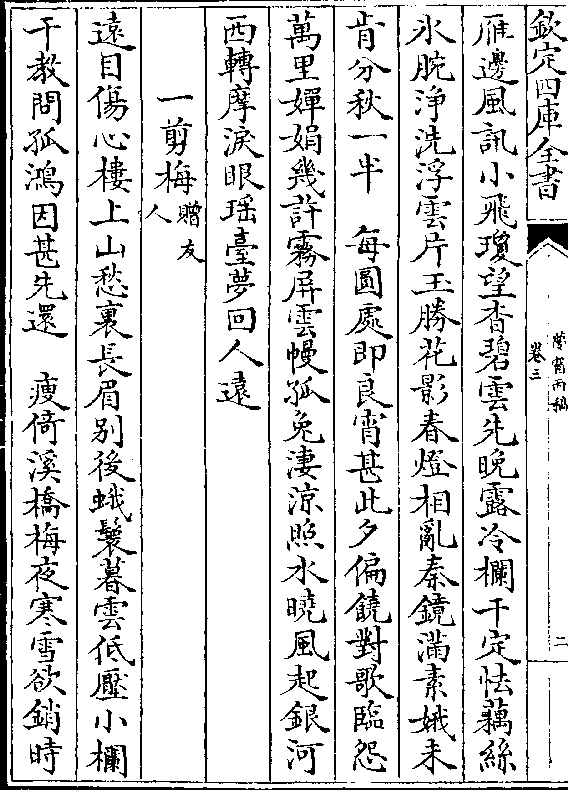 欽定四庫全書
夢窗丙稿
卷三
二
雁邊風訊小飛瓊望杳碧雲先晚露冷欄干定怯藕絲
氷腕浄洗浮雲片玉勝花影春燈相亂秦鏡滿素娥未
肯分秋一半　每圓處即良宵甚此夕偏饒對歌臨怨
萬里嬋娟幾許霧屏雲幔孤兔凄涼照水曉風起銀河
西轉摩淚眼瑶臺夢回人遠
一剪梅 贈友人
遠目傷心樓上山愁裏長眉别後蛾鬟暮雲低壓小欄
干教問孤鴻因甚先還　瘦倚溪橋梅夜寒雪欲銷時